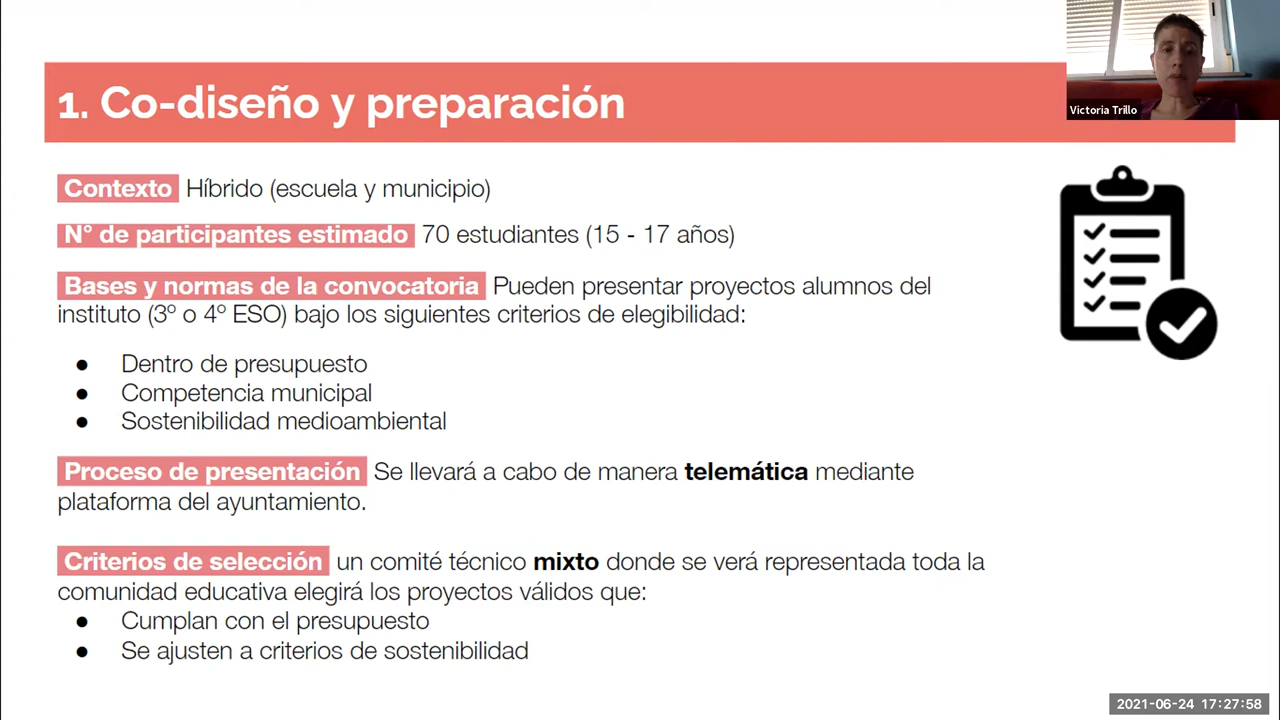 1. Co-diseño y preparación
Victoria Trillo
Contexto Híbrido (escuela y municipio)
N° de participantes estimado 70 estudiantes (15 - 17 años)
Bases y normas de la convocatoria Pueden presentar proyectos alumnos del
instituto (3º o 4º ESO) bajo los siguientes criterios de elegibilidad:
● Dentro de presupuesto
● Competencia municipal
● Sostenibilidad medioambiental
Proceso de presentación Se llevará a cabo de manera telemática mediante
plataforma del ayuntamiento.
Criterios de selección un comité técnico mixto donde se verá representada toda la
comunidad educativa elegirá los proyectos válidos que:
● Cumplan con el presupuesto
● Se ajusten a criterios de sostenibilidad
2021-06-24 17:27:58